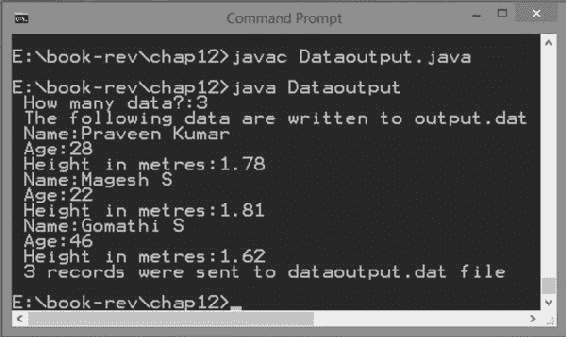 Command Prompt
E:\book-rev\chap12>javac Dataoutput.java
E:\book-rev\chap12>java Dataoutput
How many data?:3
The following data are written to output.dat
Name:Praveen Kumar
Age:28
Height in metres:1.78
Name:Magesh S
Age:22
Height in metres:1.81
Name:Gomathi S
Age:46
Height in metres:1.62
3 records were sent to dataoutput.dat file
E:\book-rev\chap12>_